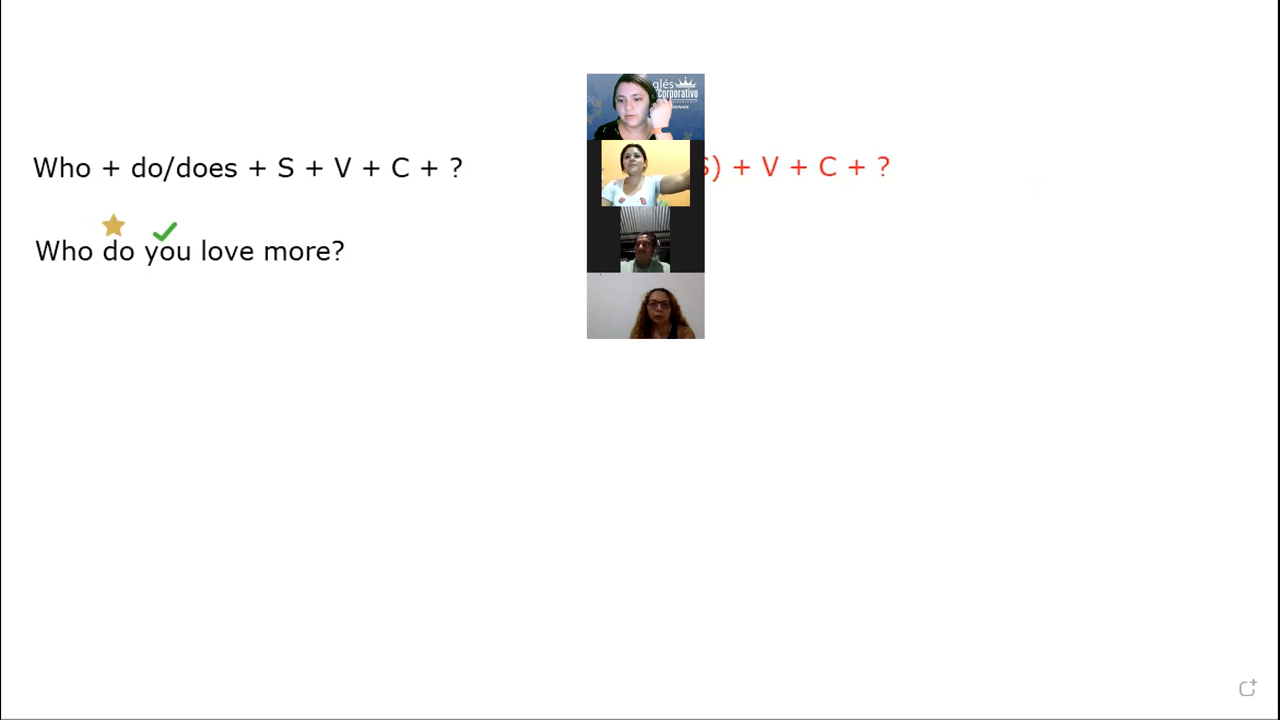 glés
Corporativo
Who + do/does + S + V + C + ?
S) + V + C + ?
Who do you love more?